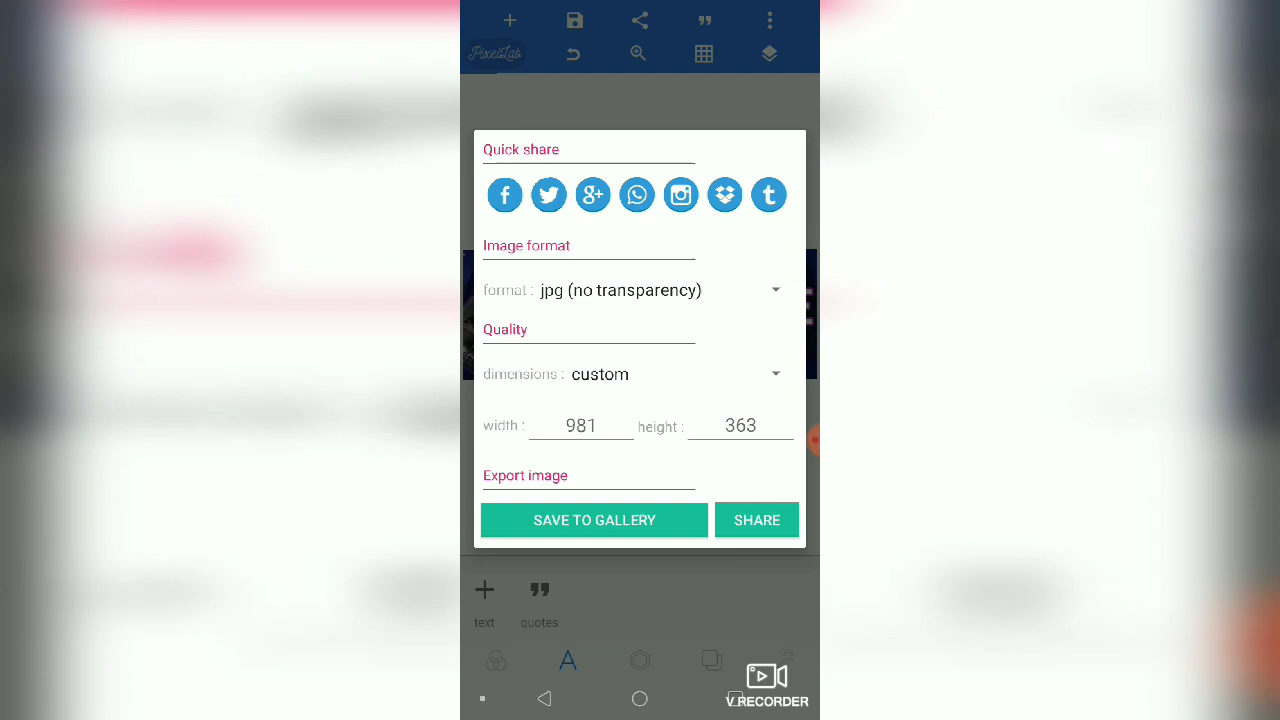 PixelLab
Quick share
Image format
format : jpg (no transparency)
Quality
dimensions : custom
width : 981 height : 363
Export image
SAVE TO GALLERY SHARE
text quotes
V.RECORDER